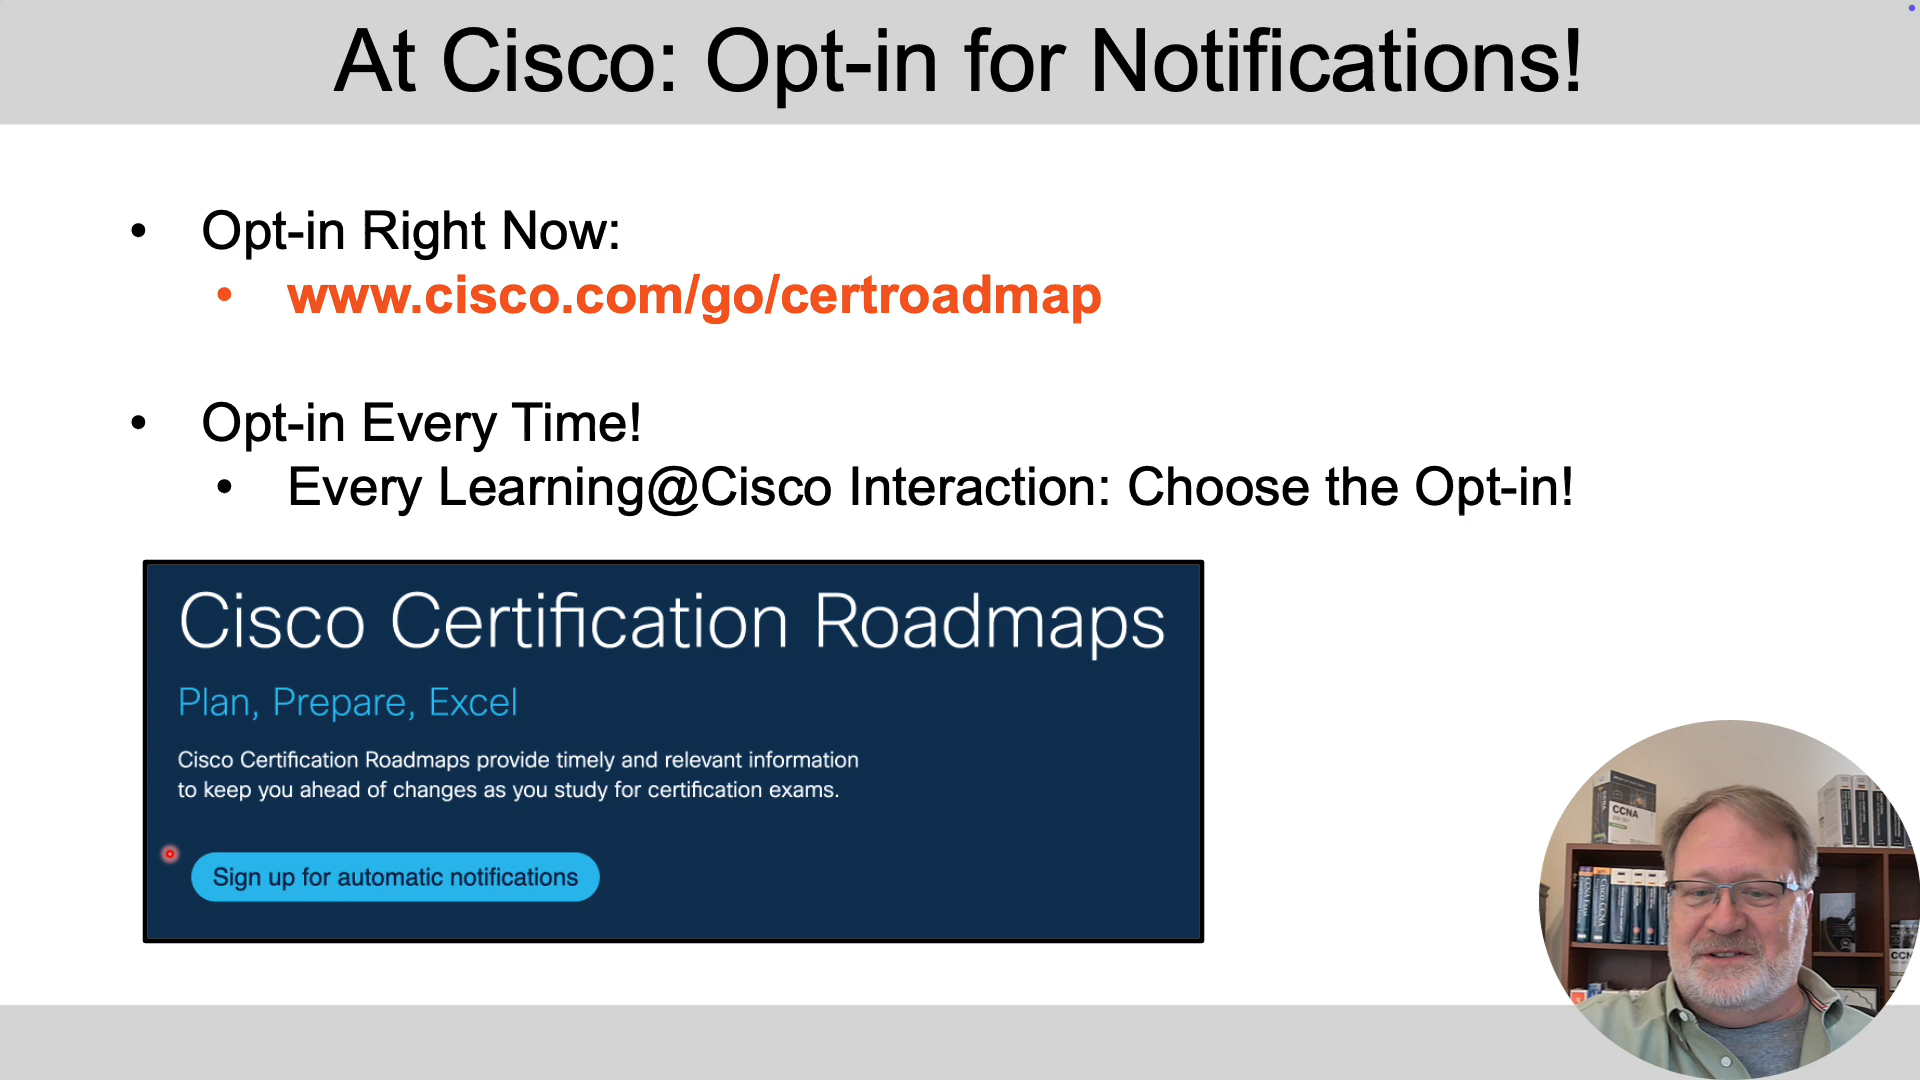 At Cisco: Opt-in for Notifications!
• Opt-in Right Now:
• www.cisco.com/go/certroadmap
• Opt-in Every Time!
• Every Learning@Cisco Interaction: Choose the Opt-in!
Cisco Certification Roadmaps
Plan, Prepare, Excel
Cisco Certification Roadmaps provide timely and relevant information
to keep you ahead of changes as you study for certification exams.
Sign up for automatic notifications
CCNA